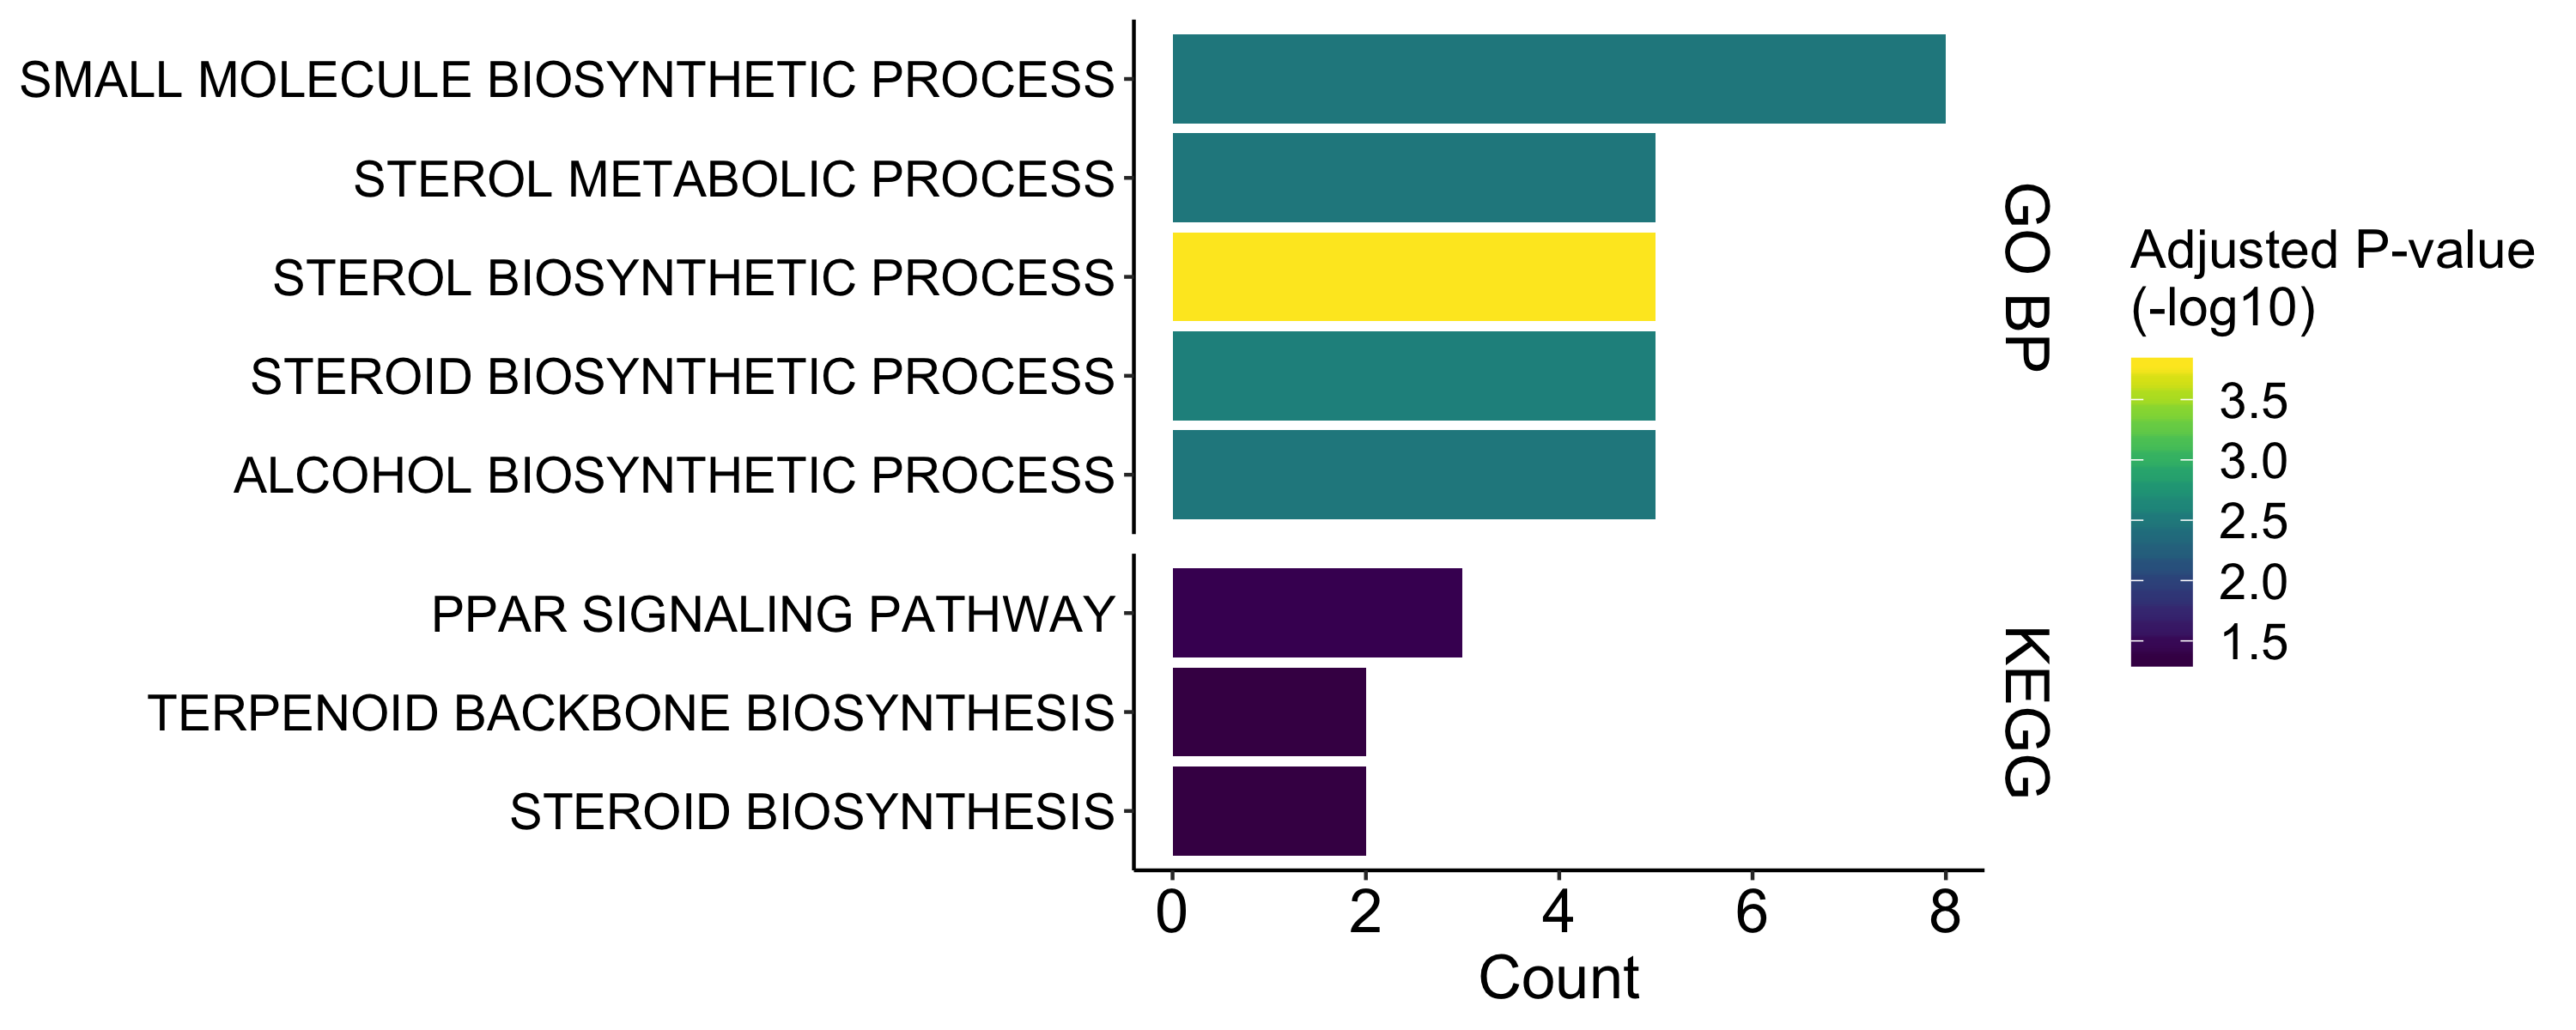 SMALL MOLECULE BIOSYNTHETIC PROCESS
STEROL METABOLIC PROCESS
STEROL BIOSYNTHETIC PROCESS
STEROID BIOSYNTHETIC PROCESS
ALCOHOL BIOSYNTHETIC PROCESS
GO BP
PPAR SIGNALING PATHWAY
TERPENOID BACKBONE BIOSYNTHESIS
STEROID BIOSYNTHESIS
KEGG
0 2 4 6 8
Count
Adjusted P-value
(-log10)
3.5
3.0
2.5
2.0
1.5